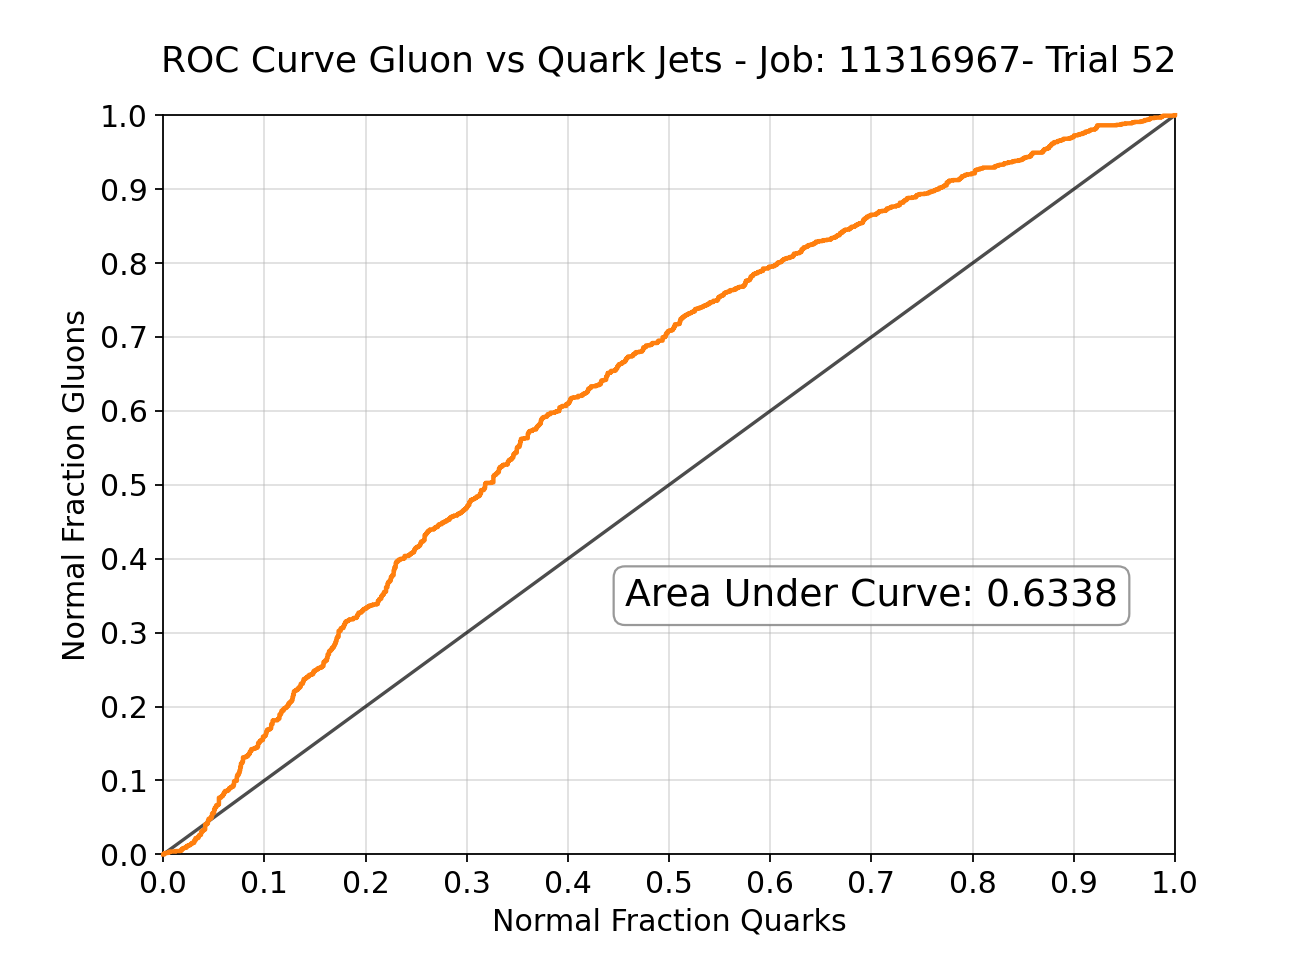 ROC Curve Gluon vs Quark Jets - Job: 11316967- Trial 52
1.0
0.9
0.8
0.7
0.6
0.5
0.4
0.3
0.2
0.1
0.0
Normal Fraction Gluons
Area Under Curve: 0.6338
0.0 0.1 0.2 0.3 0.4 0.5 0.6 0.7 0.8 0.9 1.0
Normal Fraction Quarks